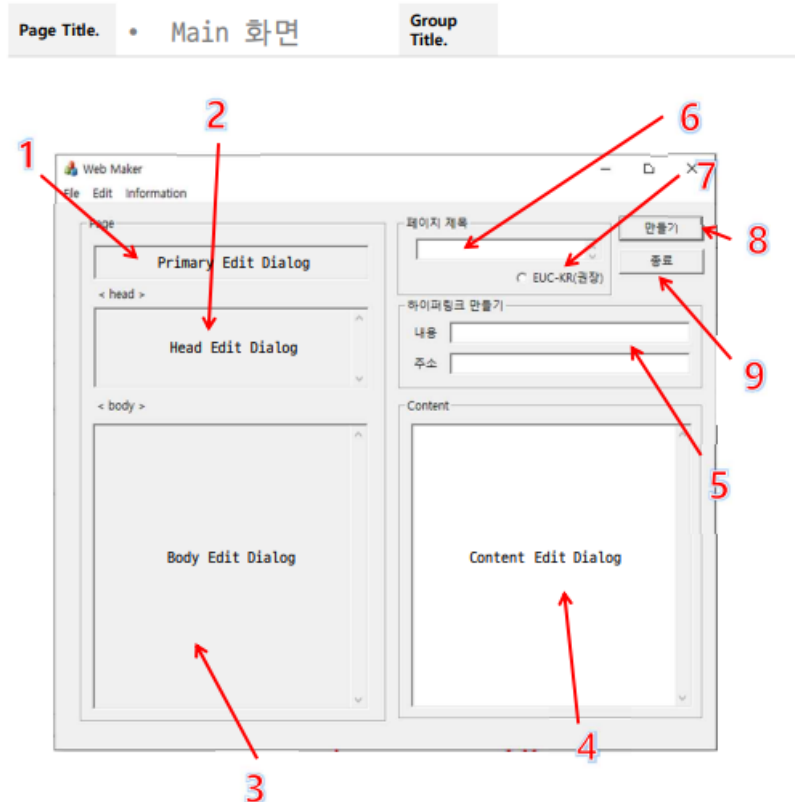 Page Title.
• Main 화면
Group Title.
1
2
6
7
Web Maker
File Edit Information
Page
Primary Edit Dialog
< head >
Head Edit Dialog
< body >
Body Edit Dialog
페이지 제목
EUC-KR(권장)
만들기
종료
8
9
하이퍼링크 만들기
내용
주소
5
Content
Content Edit Dialog
3
4